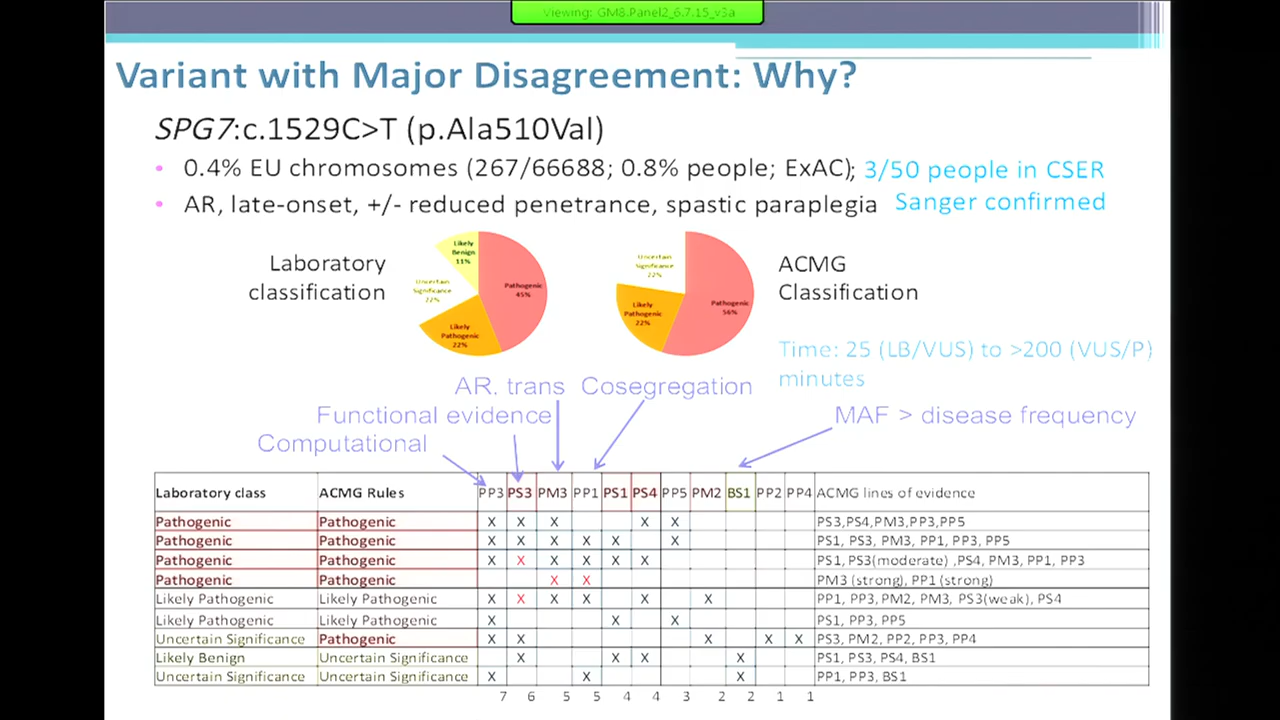 Viewing: GM8.Panel2_6.7.15_v3a
Variant with Major Disagreement: Why?
SPG7:c.1529C>T (p.Ala510Val)
• 0.4% EU chromosomes (267/66688; 0.8% people; ExAC); 3/50 people in CSER
• AR, late-onset, +/- reduced penetrance, spastic paraplegia Sanger confirmed
Laboratory
classification
Likely
Benign
11%
Uncertain
Significance
22%
Pathogenic
45%
Likely
Pathogenic
22%
Uncertain
Significance
22%
Likely
Pathogenic
22%
Pathogenic
56%
ACMG
Classification
Time: 25 (LB/VUS) to >200 (VUS/P)
minutes
AR. trans Cosegregation
Functional evidence
MAF > disease frequency
Computational
Laboratory class ACMG Rules PP3 PS3 PM3 PP1 PS1 PS4 PP5 PM2 BS1 PP2 PP4 ACMG lines of evidence
Pathogenic Pathogenic X X X X X PS3,PS4,PM3,PP3,PP5
Pathogenic Pathogenic X X X X X X PS1, PS3, PM3, PP1, PP3, PP5
Pathogenic Pathogenic X X X X X X PS1, PS3(moderate) ,PS4, PM3, PP1, PP3
Pathogenic Pathogenic X X PM3 (strong), PP1 (strong)
Likely Pathogenic Likely Pathogenic X X X X X X PP1, PP3, PM2, PM3, PS3(weak), PS4
Likely Pathogenic Likely Pathogenic X X X PS1, PP3, PP5
Uncertain Significance Pathogenic X X X X X PS3, PM2, PP2, PP3, PP4
Likely Benign Uncertain Significance X X X X PS1, PS3, PS4, BS1
Uncertain Significance Uncertain Significance X X X PP1, PP3, BS1
7 6 5 5 4 4 3 2 2 1 1